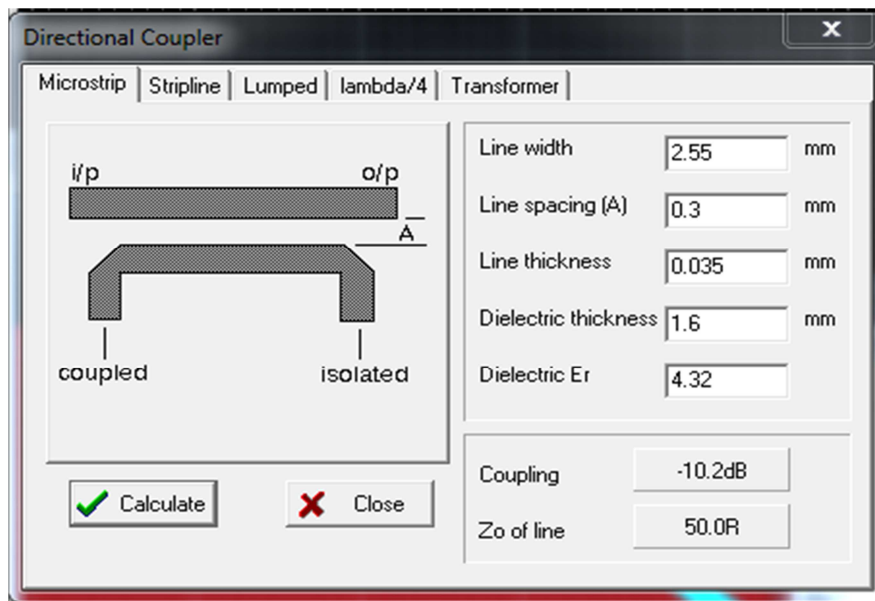 Directional Coupler
Microstrip Stripline Lumped lambda/4 Transformer
i/p o/p
A
coupled isolated
Calculate Close
Line width 2.55 mm
Line spacing (A) 0.3 mm
Line thickness 0.035 mm
Dielectric thickness 1.6 mm
Dielectric Er 4.32
Coupling -10.2dB
Zo of line 50.0R